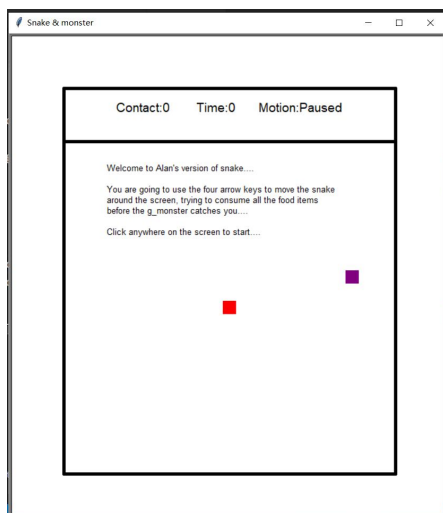 Snake & monster
Contact:0 Time:0 Motion:Paused
Welcome to Alan's version of snake....
You are going to use the four arrow keys to move the snake
around the screen, trying to consume all the food items
before the g_monster catches you....
Click anywhere on the screen to start....